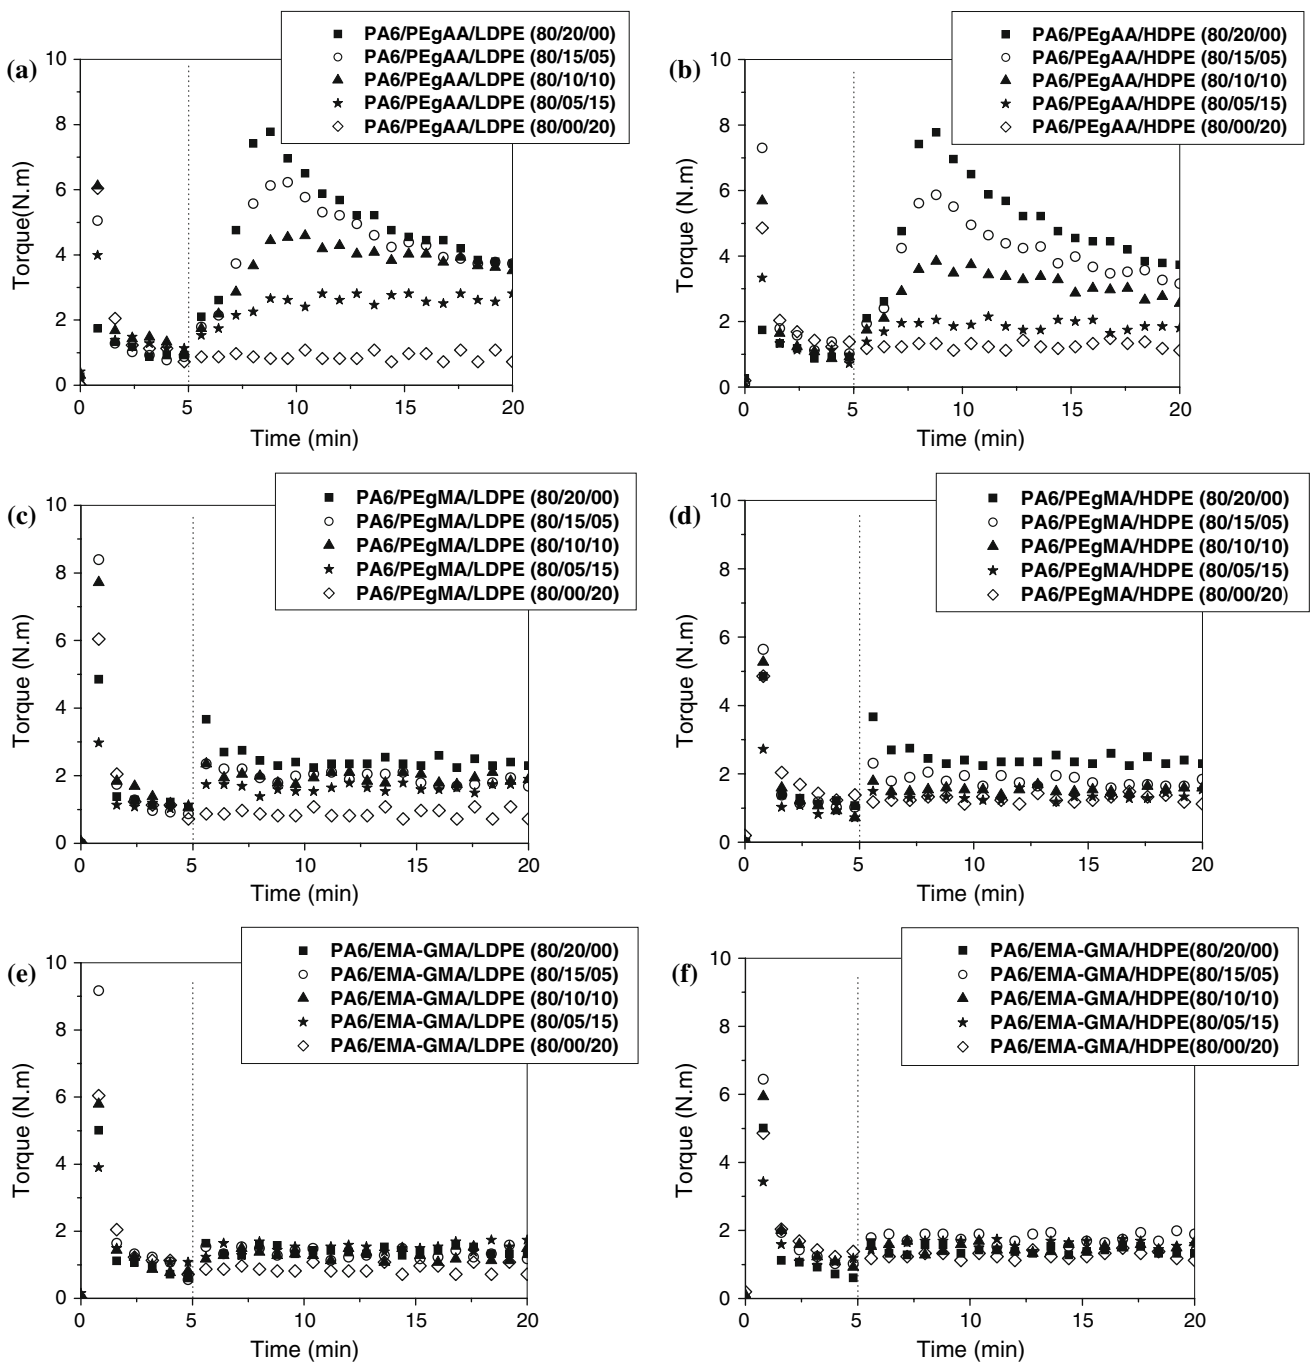 (a)
PA6/PEgAA/LDPE (80/20/00)
PA6/PEgAA/LDPE (80/15/05)
PA6/PEgAA/LDPE (80/10/10)
PA6/PEgAA/LDPE (80/05/15)
PA6/PEgAA/LDPE (80/00/20)
Torque(N.m)
10
8
6
4
2
0
0 5 10 15 20
Time (min)
(b)
PA6/PEgAA/HDPE (80/20/00)
PA6/PEgAA/HDPE (80/15/05)
PA6/PEgAA/HDPE (80/10/10)
PA6/PEgAA/HDPE (80/05/15)
PA6/PEgAA/HDPE (80/00/20)
Torque (N.m)
10
8
6
4
2
0
0 5 10 15 20
Time (min)
(c)
PA6/PEgMA/LDPE (80/20/00)
PA6/PEgMA/LDPE (80/15/05)
PA6/PEgMA/LDPE (80/10/10)
PA6/PEgMA/LDPE (80/05/15)
PA6/PEgMA/LDPE (80/00/20)
Torque (N.m)
10
8
6
4
2
0
0 5 10 15 20
Time (min)
(d)
PA6/PEgMA/HDPE (80/20/00)
PA6/PEgMA/HDPE (80/15/05)
PA6/PEgMA/HDPE (80/10/10)
PA6/PEgMA/HDPE (80/05/15)
PA6/PEgMA/HDPE (80/00/20)
Torque (N.m)
10
8
6
4
2
0
0 5 10 15 20
Time (min)
(e)
PA6/EMA-GMA/LDPE (80/20/00)
PA6/EMA-GMA/LDPE (80/15/05)
PA6/EMA-GMA/LDPE (80/10/10)
PA6/EMA-GMA/LDPE (80/05/15)
PA6/EMA-GMA/LDPE (80/00/20)
Torque (N.m)
10
8
6
4
2
0
0 5 10 15 20
Time (min)
(f)
PA6/EMA-GMA/HDPE(80/20/00)
PA6/EMA-GMA/HDPE(80/15/05)
PA6/EMA-GMA/HDPE(80/10/10)
PA6/EMA-GMA/HDPE(80/05/15)
PA6/EMA-GMA/HDPE(80/00/20)
Torque (N.m)
10
8
6
4
2
0
0 5 10 15 20
Time (min)